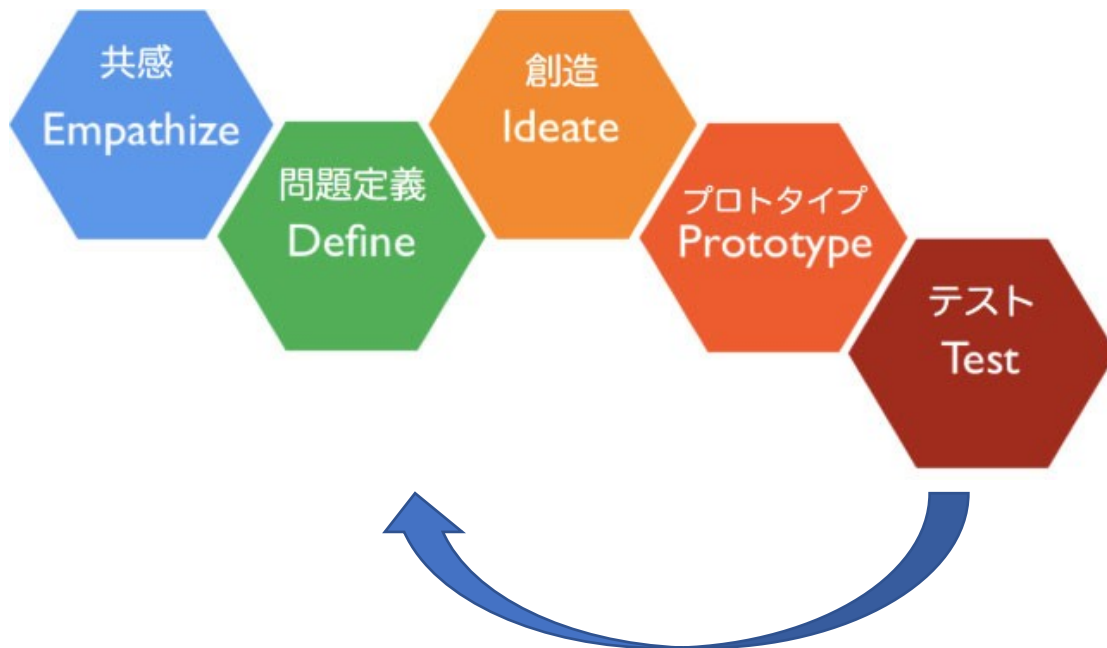 共感
Empathize
問題定義
Define
創造
Ideate
プロトタイプ
Prototype
テスト
Test